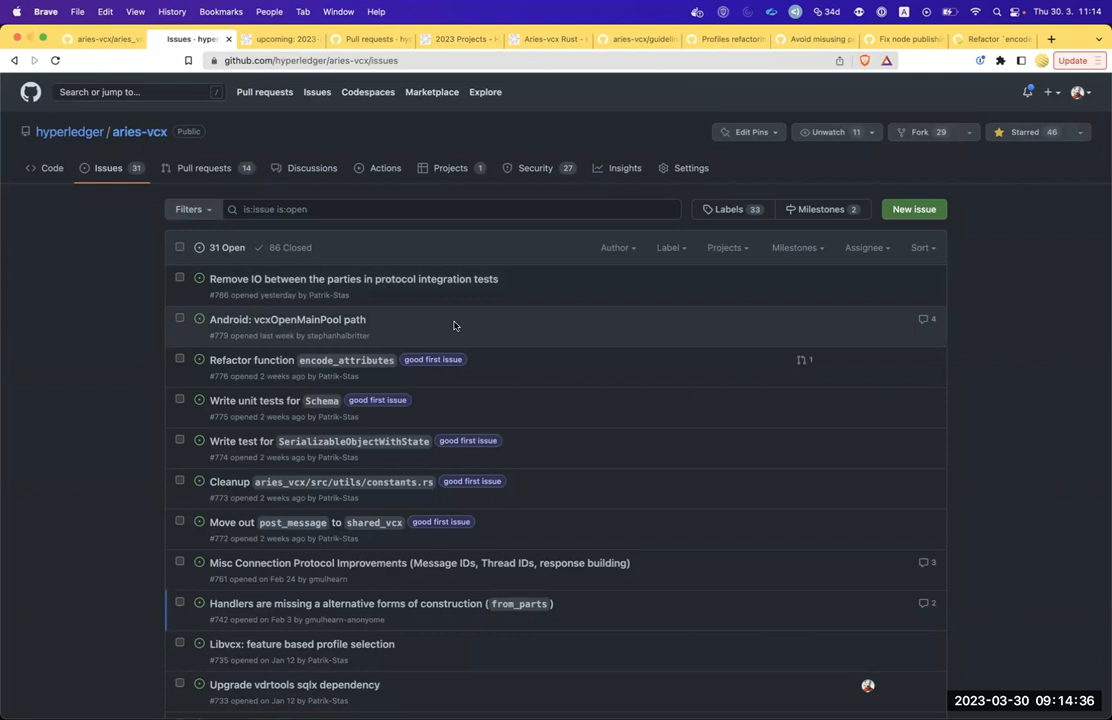 Brave File Edit View History Bookmarks People Tab Window Help 34d A Thu 30. 3. 11:14
aries-vcx/aries_v Issues · hyper upcoming: 2023- Pull requests · hy 2023 Projects - H Aries-vcx Rust - aries-vcx/guidelin Profiles refactorin Avoid misusing p Fix node publishin Refactor `encode_
github.com/hyperledger/aries-vcx/issues Update
Search or jump to... / Pull requests Issues Codespaces Marketplace Explore
hyperledger / aries-vcx Public Edit Pins Unwatch 11 Fork 29 Starred 46
Code Issues 31 Pull requests 14 Discussions Actions Projects 1 Security 27 Insights Settings
Filters is:issue is:open Labels 33 Milestones 2 New issue
31 Open 86 Closed Author Label Projects Milestones Assignee Sort
Remove IO between the parties in protocol integration tests
#786 opened yesterday by Patrik-Stas
Android: vcxOpenMainPool path 4
#779 opened last week by staphanhalbritter
Refactor function encode_attributes good first issue 1
#776 opened 2 weeks ago by Patrik-Stas
Write unit tests for Schema good first issue
#775 opened 2 weeks ago by Patrik-Stas
Write test for SerializableObjectWithState good first issue
#774 opened 2 weeks ago by Patrik-Stas
Cleanup aries_vcx/src/utils/constants.rs good first issue
#773 opened 2 weeks ago by Patrik-Stas
Move out post_message to shared_vcx good first issue
#772 opened 2 weeks ago by Patrik-Stas
Misc Connection Protocol Improvements (Message IDs, Thread IDs, response building) 3
#761 opened on Feb 24 by gmulhearn
Handlers are missing a alternative forms of construction ( from_parts ) 2
#742 opened on Feb 3 by gmulhearn-anonyome
Libvcx: feature based profile selection
#735 opened on Jan 12 by Patrik-Stas
Upgrade vdrtools sqlx dependency
#733 opened on Jan 12 by Patrik-Stas
2023-03-30 09:14:36